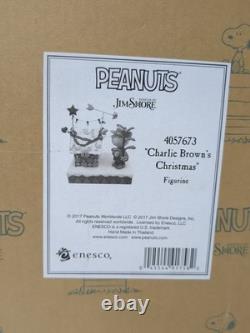 PEANUTS
JIM SHORE
4057673
"Charlie Brown's
Christmas"
Figurine
© 2017 Peanuts Worldwide LLC © 2017 Jim Shore Designs, Inc.
All rights reserved. Licensed by Enesco, LLC.
ENESCO is a registered U.S. trademark.
Hand Made in Thailand
www.enesco.com www.peanuts.com
enesco.
PEANUTS